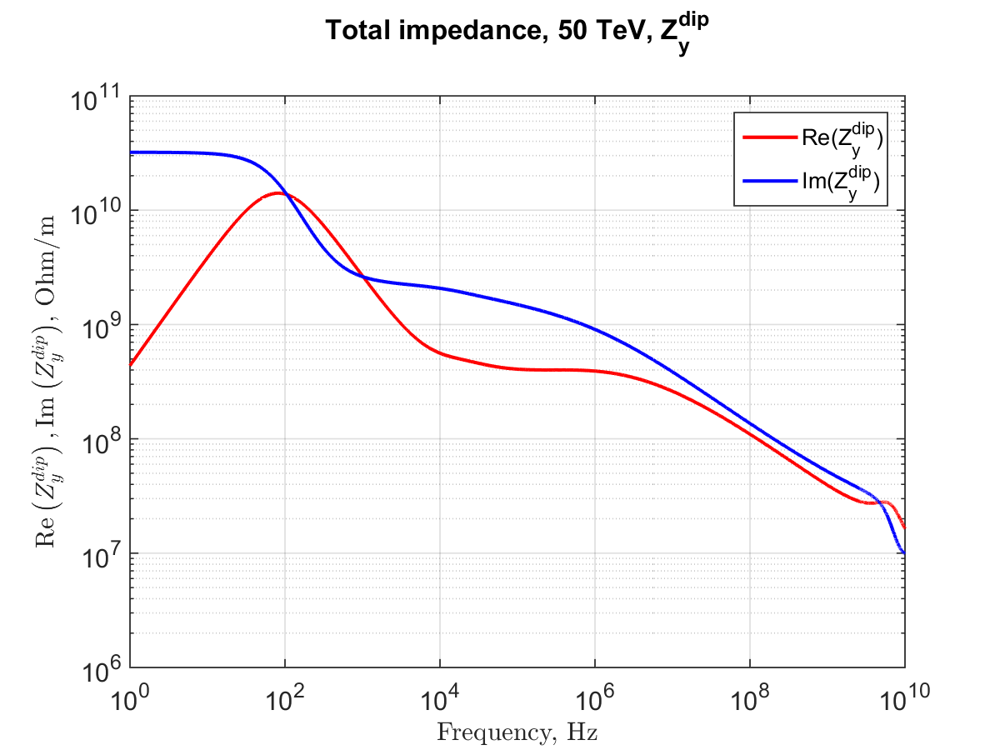 Total impedance, 50 TeV, Z_y^dip
10^11
10^10
10^9
10^8
10^7
10^6
Re (Z_y^dip) , Im (Z_y^dip), Ohm/m
Re(Z_y^dip)
Im(Z_y^dip)
10^0 10^2 10^4 10^6 10^8 10^10
Frequency, Hz